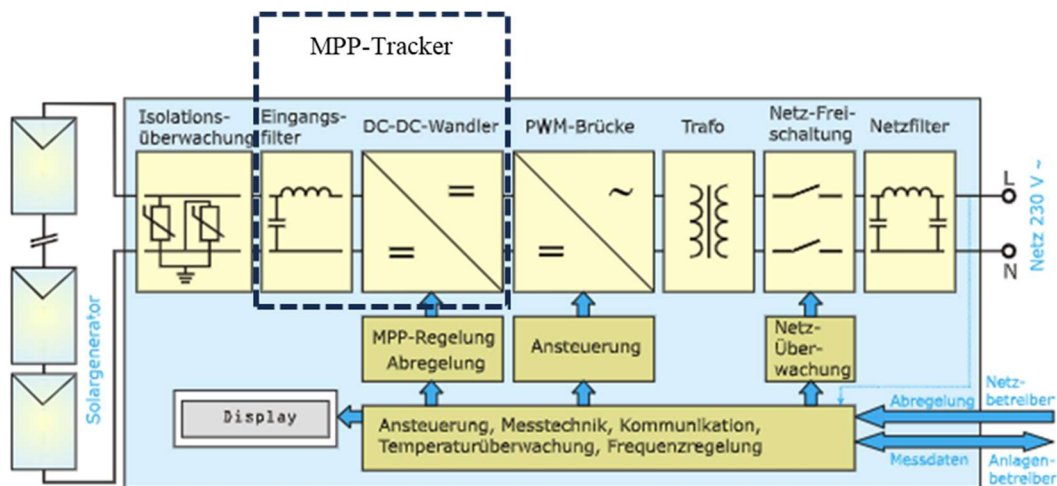 MPP-Tracker
Isolations-
überwachung
Eingangs-
filter
DC-DC-Wandler
PWM-Brücke
Trafo
Netz-Frei-
schaltung
Netzfilter
L
N
Netz 230 V ~
Solargenerator
=
=
~
=
MPP-Regelung
Abregelung
Ansteuerung
Netz-
Über-
wachung
Display
Ansteuerung, Messtechnik, Kommunikation,
Temperaturüberwachung, Frequenzregelung
Abregelung
Netz-
betreiber
Messdaten
Anlagen-
betreiber